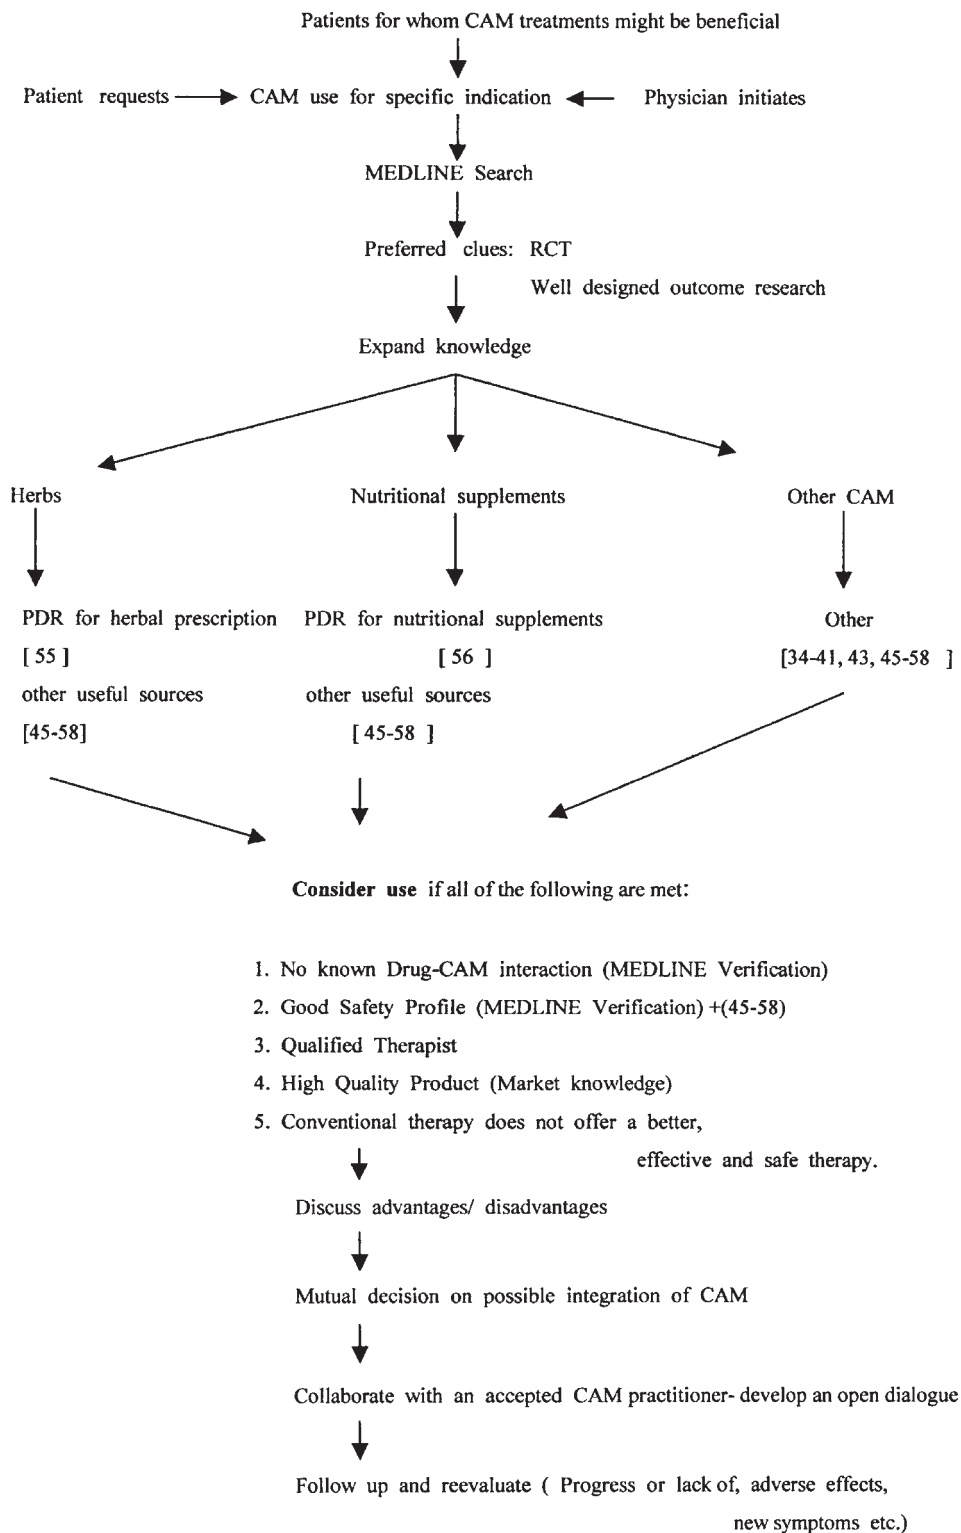 Patients for whom CAM treatments might be beneficial
Patient requests CAM use for specific indication Physician initiates
MEDLINE Search
Preferred clues: RCT
Well designed outcome research
Expand knowledge
Herbs Nutritional supplements Other CAM
PDR for herbal prescription PDR for nutritional supplements Other
[ 55 ] [ 56 ] [34-41, 43, 45-58 ]
other useful sources other useful sources
[45-58] [ 45-58 ]
Consider use if all of the following are met:
1. No known Drug-CAM interaction (MEDLINE Verification)
2. Good Safety Profile (MEDLINE Verification) +(45-58)
3. Qualified Therapist
4. High Quality Product (Market knowledge)
5. Conventional therapy does not offer a better,
effective and safe therapy.
Discuss advantages/ disadvantages
Mutual decision on possible integration of CAM
Collaborate with an accepted CAM practitioner- develop an open dialogue
Follow up and reevaluate ( Progress or lack of, adverse effects,
new symptoms etc.)